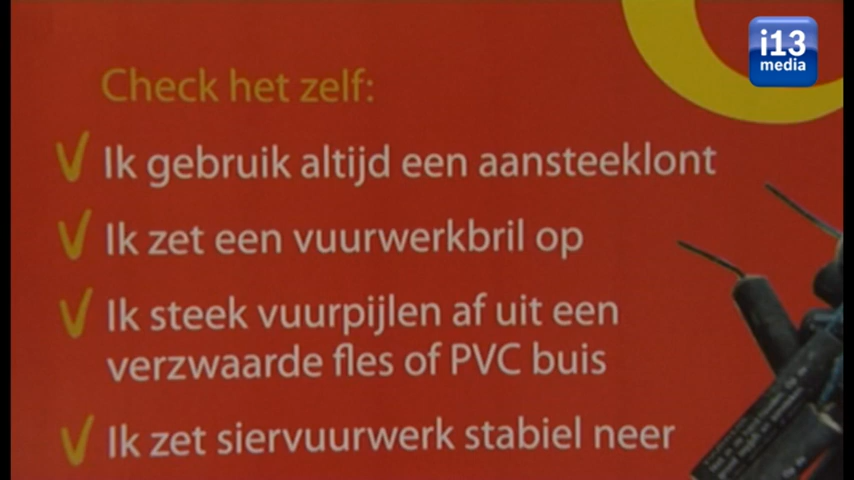 i13
media
Check het zelf:
Ik gebruik altijd een aansteeklont
Ik zet een vuurwerkbril op
Ik steek vuurpijlen af uit een
verzwaarde fles of PVC buis
Ik zet siervuurwerk stabiel neer